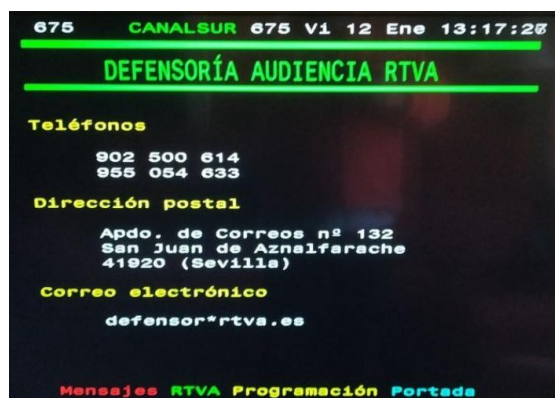 675 CANALSUR 675 Vi 12 Ene 13:17:26
DEFENSORÍA AUDIENCIA RTVA
Teléfonos
902 500 614
955 054 633
Dirección postal
Apdo. de Correos nº 132
San Juan de Aznalfarache
41920 (Sevilla)
Correo electrónico
defensor*rtva.es
Mensajes RTVA Programación Portada